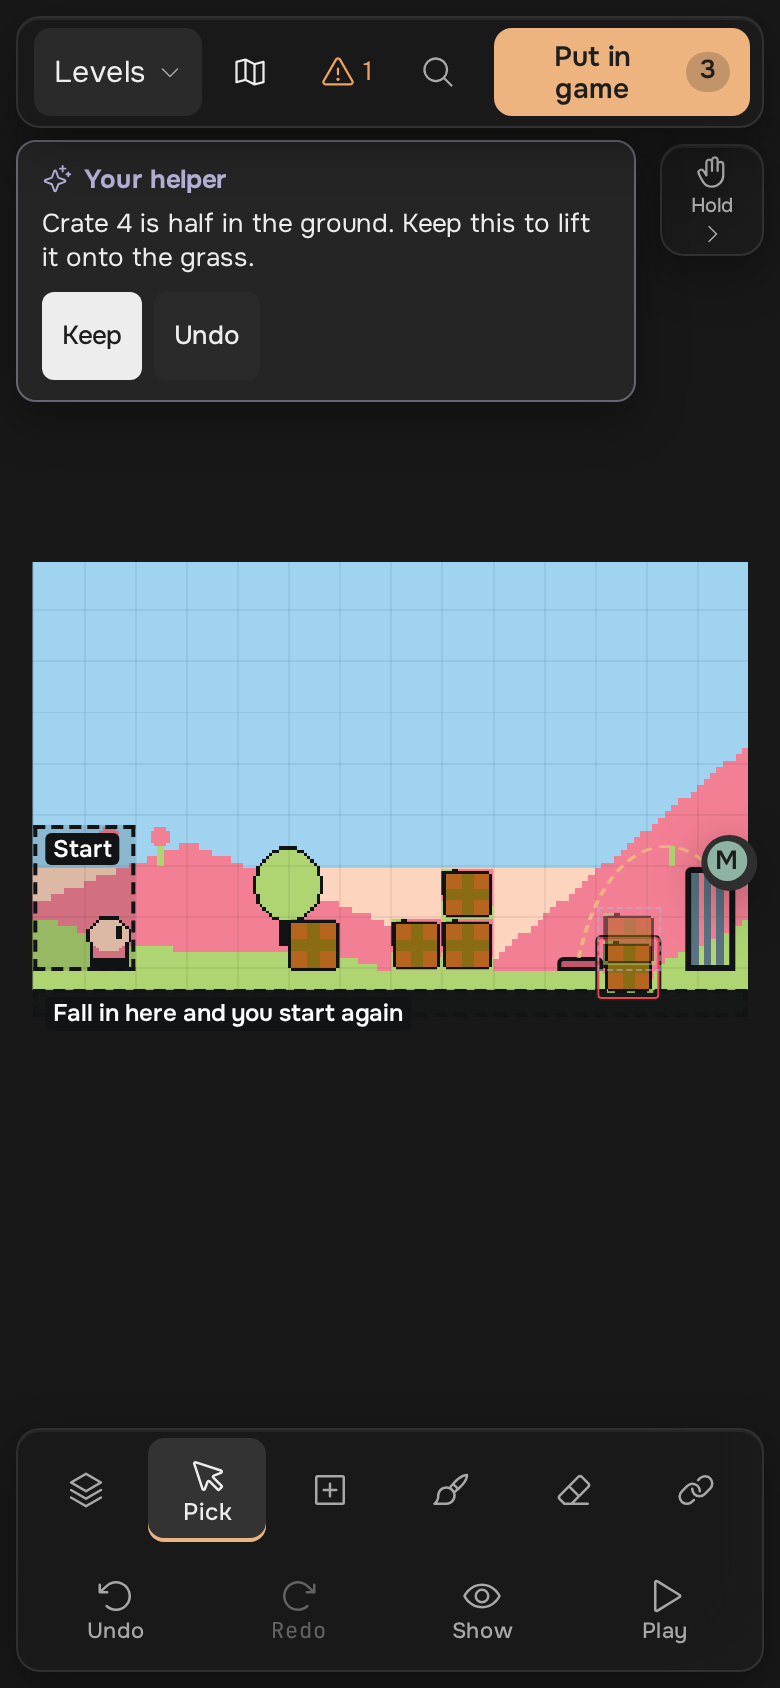 Levels
1
Put in
game
3
Your helper
Crate 4 is half in the ground. Keep this to lift
it onto the grass.
Keep
Undo
Hold
Start
M
Fall in here and you start again
Pick
Undo
Redo
Show
Play